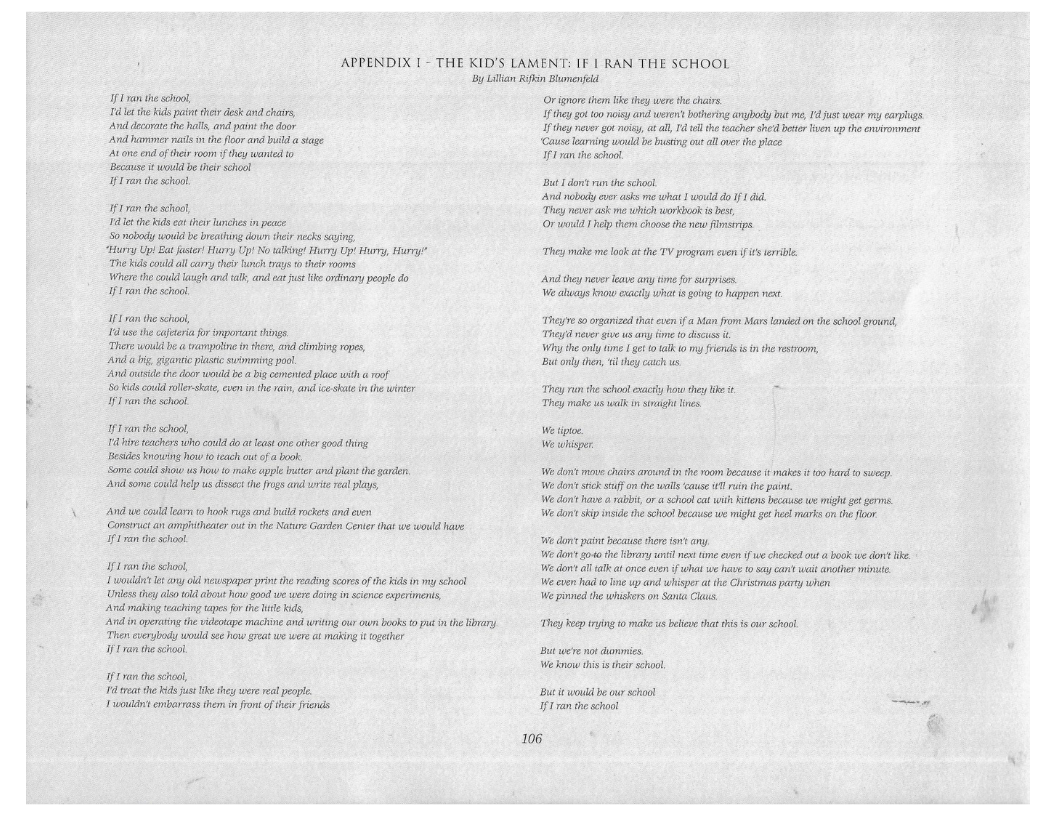 APPENDIX I - THE KID'S LAMENT: IF I RAN THE SCHOOL
By Lillian Rifkin Blumenfeld
If I ran the school,
I'd let the kids paint their desk and chairs,
And decorate the halls, and paint the door
And hammer nails in the floor and build a stage
At one end of their room if they wanted to
Because it would be their school
If I ran the school.
If I ran the school,
I'd let the kids eat their lunches in peace
So nobody would be breathing down their necks saying,
"Hurry Up! Eat faster! Hurry Up! No talking! Hurry Up! Hurry, Hurry!"
The kids could all carry their lunch trays to their rooms
Where the could laugh and talk, and eat just like ordinary people do
If I ran the school.
If I ran the school,
I'd use the cafeteria for important things.
There would be a trampoline in there, and climbing ropes,
And a big, gigantic plastic swimming pool.
And outside the door would be a big cemented place with a roof
So kids could roller-skate, even in the rain, and ice-skate in the winter
If I ran the school.
If I ran the school,
I'd hire teachers who could do at least one other good thing
Besides knowing how to teach out of a book.
Some could show us how to make apple butter and plant the garden.
And some could help us dissect the frogs and write real plays,
And we could learn to hook rugs and build rockets and even
Construct an amphitheater out in the Nature Garden Center that we would have
If I ran the school.
If I ran the school,
I wouldn't let any old newspaper print the reading scores of the kids in my school
Unless they also told about how good we were doing in science experiments,
And making teaching tapes for the little kids,
And in operating the videotape machine and writing our own books to put in the library
Then everybody would see how great we were at making it together
If I ran the school.
If I ran the school,
I'd treat the kids just like they were real people.
I wouldn't embarrass them in front of their friends
Or ignore them like they were the chairs.
If they got too noisy and weren't bothering anybody but me, I'd just wear my earplugs.
If they never got noisy, at all, I'd tell the teacher she'd better liven up the environment
'Cause learning would be busting out all over the place
If I ran the school.
But I don't run the school.
And nobody ever asks me what I would do If I did.
They never ask me which workbook is best,
Or would I help them choose the new filmstrips.
They make me look at the TV program even if it's terrible.
And they never leave any time for surprises.
We always know exactly what is going to happen next.
They're so organized that even if a Man from Mars landed on the school ground,
They'd never give us any time to discuss it.
Why the only time I get to talk to my friends is in the restroom,
But only then, 'til they catch us.
They run the school exactly how they like it.
They make us walk in straight lines.
We tiptoe.
We whisper.
We don't move chairs around in the room because it makes it too hard to sweep.
We don't stick stuff on the walls 'cause it'll ruin the paint.
We don't have a rabbit, or a school cat with kittens because we might get germs.
We don't skip inside the school because we might get heel marks on the floor.
We don't paint because there isn't any.
We don't go to the library until next time even if we checked out a book we don't like.
We don't all talk at once even if what we have to say can't wait another minute.
We even had to line up and whisper at the Christmas party when
We pinned the whiskers on Santa Claus.
They keep trying to make us believe that this is our school.
But we're not dummies.
We know this is their school.
But it would be our school
If I ran the school
106